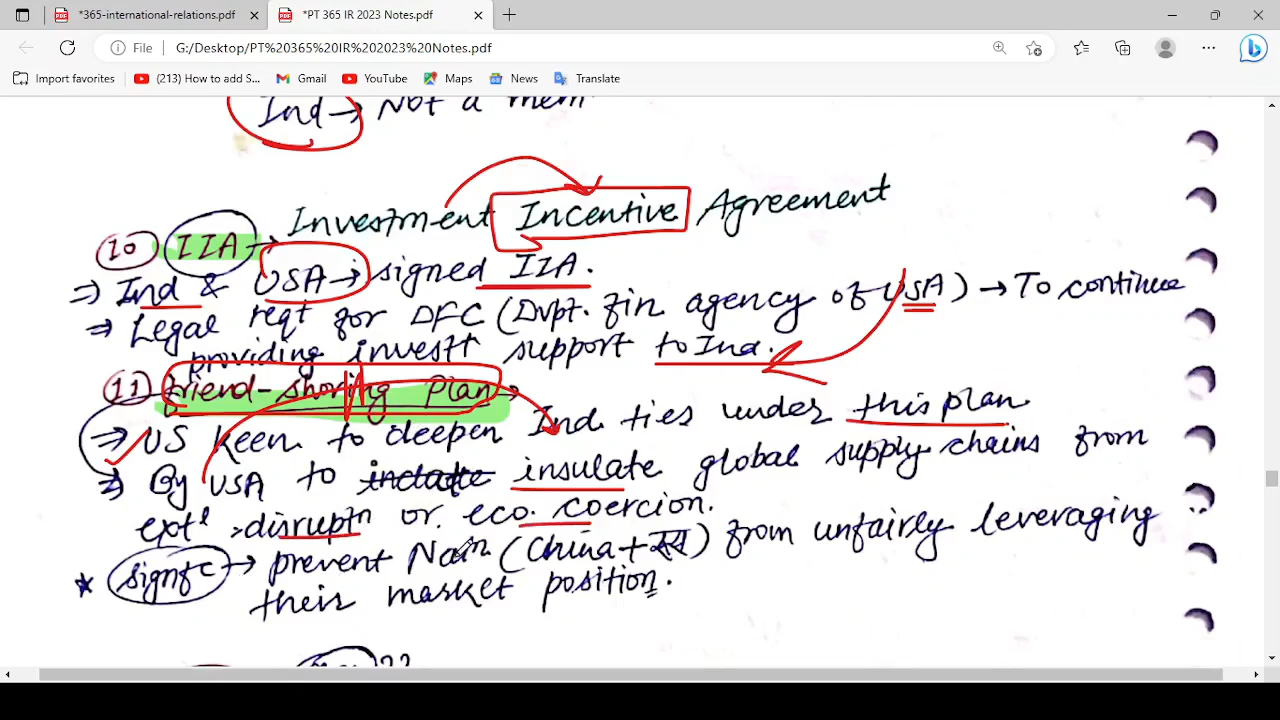 *365-international-relations.pdf
*PT 365 IR 2023 Notes.pdf
File G:/Desktop/PT%20365%20IR%202023%20Notes.pdf
Import favorites (213) How to add S... Gmail YouTube Maps News Translate
Ind → Not a mem
10 IIA → Investment Incentive Agreement
⇒ Ind & USA → signed IIA.
⇒ Legal reqt for DFC (Dvpt. fin agency of USA) → To continue
providing investt support to Ind.
11 friend-shoring Plan →
⇒ US keen to deepen Ind ties under this plan
⇒ By USA to insulate global supply chains from
extl disruptn or eco. coercion.
* signfc → prevent Natn (China + रूस) from unfairly leveraging
their market position.
??